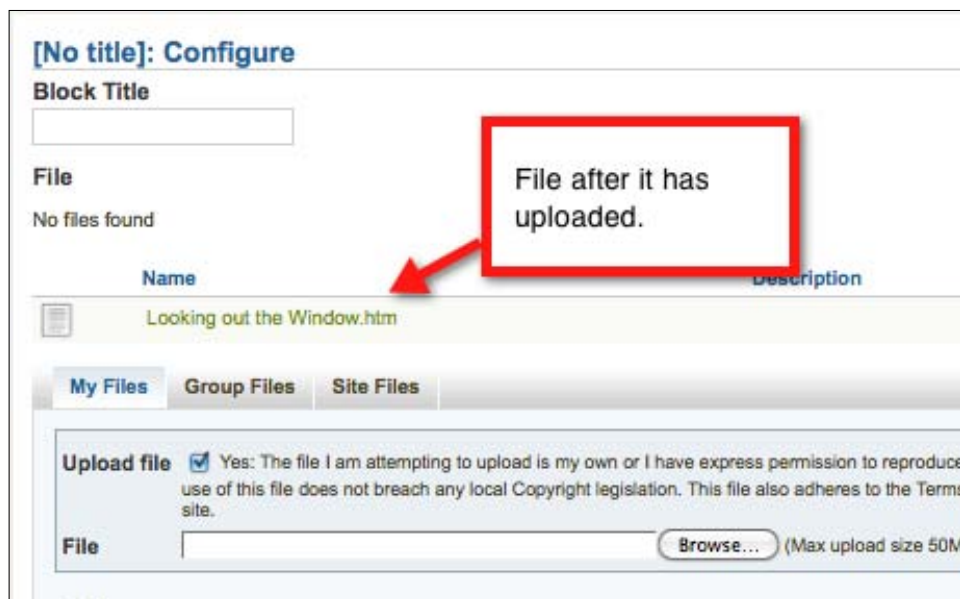 [No title]: Configure
Block Title
File after it has
uploaded.
File
No files found
Name
Description
Looking out the Window.htm
My Files
Group Files
Site Files
Upload file
Yes: The file I am attempting to upload is my own or I have express permission to reproduce
use of this file does not breach any local Copyright legislation. This file also adheres to the Terms
site.
File
Browse...
(Max upload size 50M